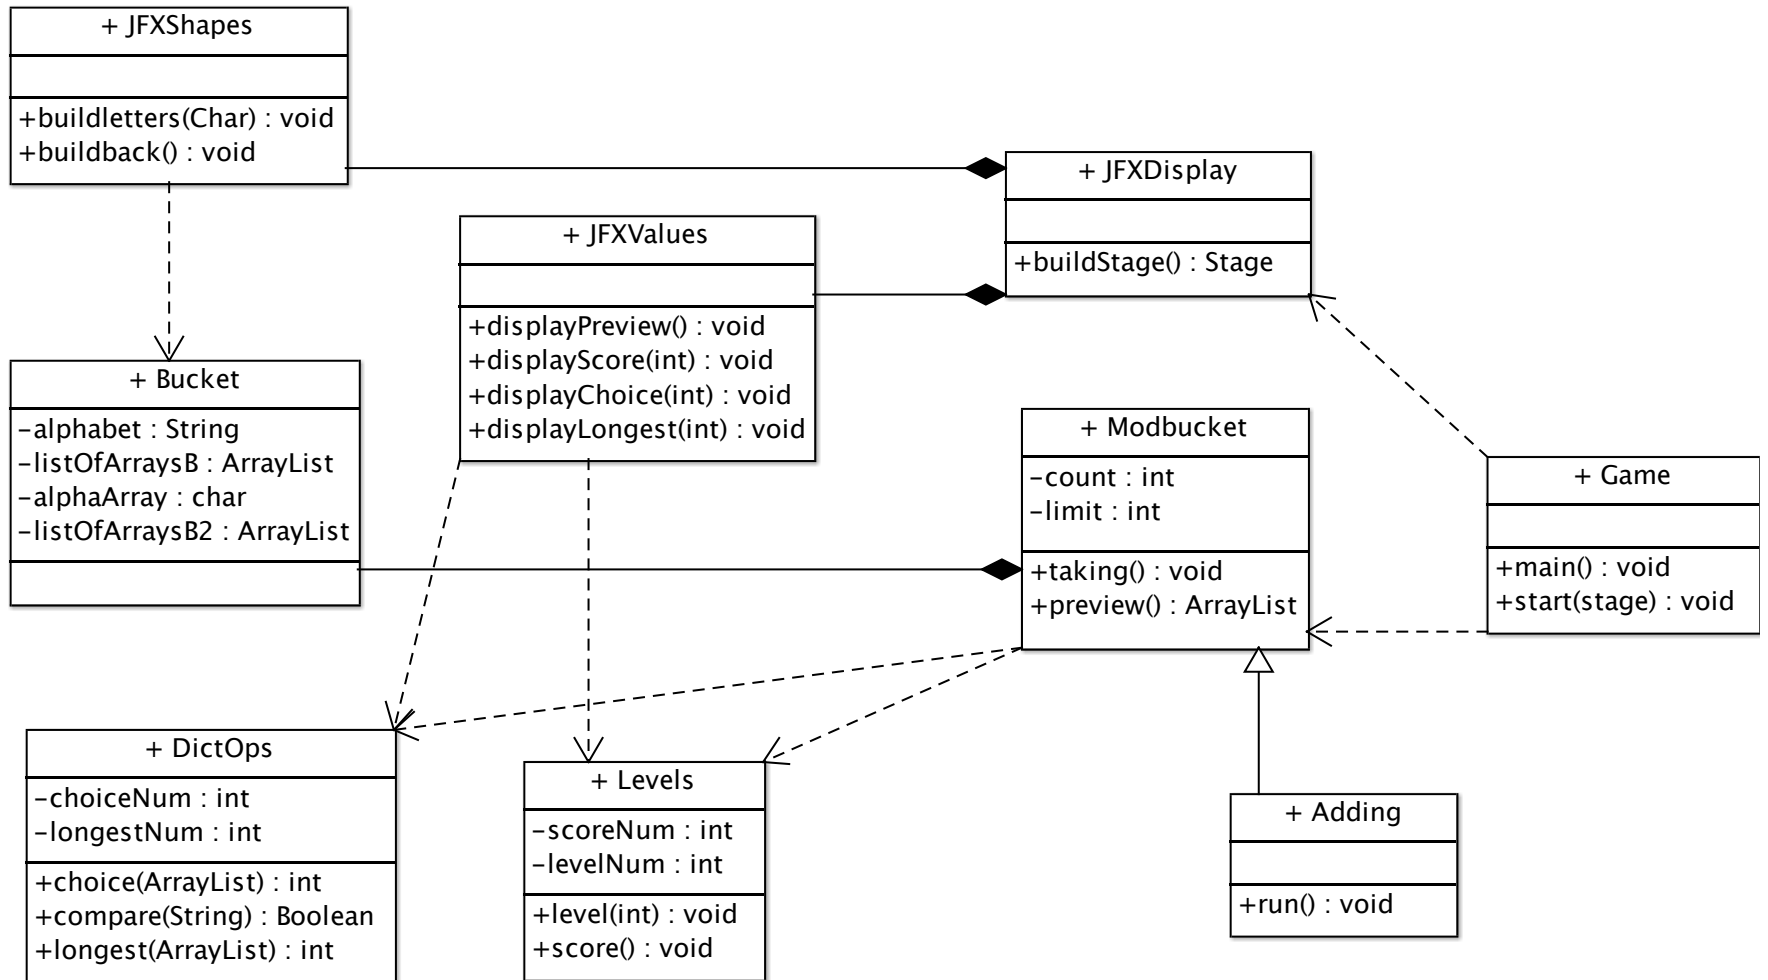 + JFXShapes
+buildletters(Char) : void
+buildback() : void
+ JFXDisplay
+buildStage() : Stage
+ JFXValues
+displayPreview() : void
+displayScore(int) : void
+displayChoice(int) : void
+displayLongest(int) : void
+ Bucket
-alphabet : String
-listOfArraysB : ArrayList
-alphaArray : char
-listOfArraysB2 : ArrayList
+ Modbucket
-count : int
-limit : int
+taking() : void
+preview() : ArrayList
+ Game
+main() : void
+start(stage) : void
+ DictOps
-choiceNum : int
-longestNum : int
+choice(ArrayList) : int
+compare(String) : Boolean
+longest(ArrayList) : int
+ Levels
-scoreNum : int
-levelNum : int
+level(int) : void
+score() : void
+ Adding
+run() : void